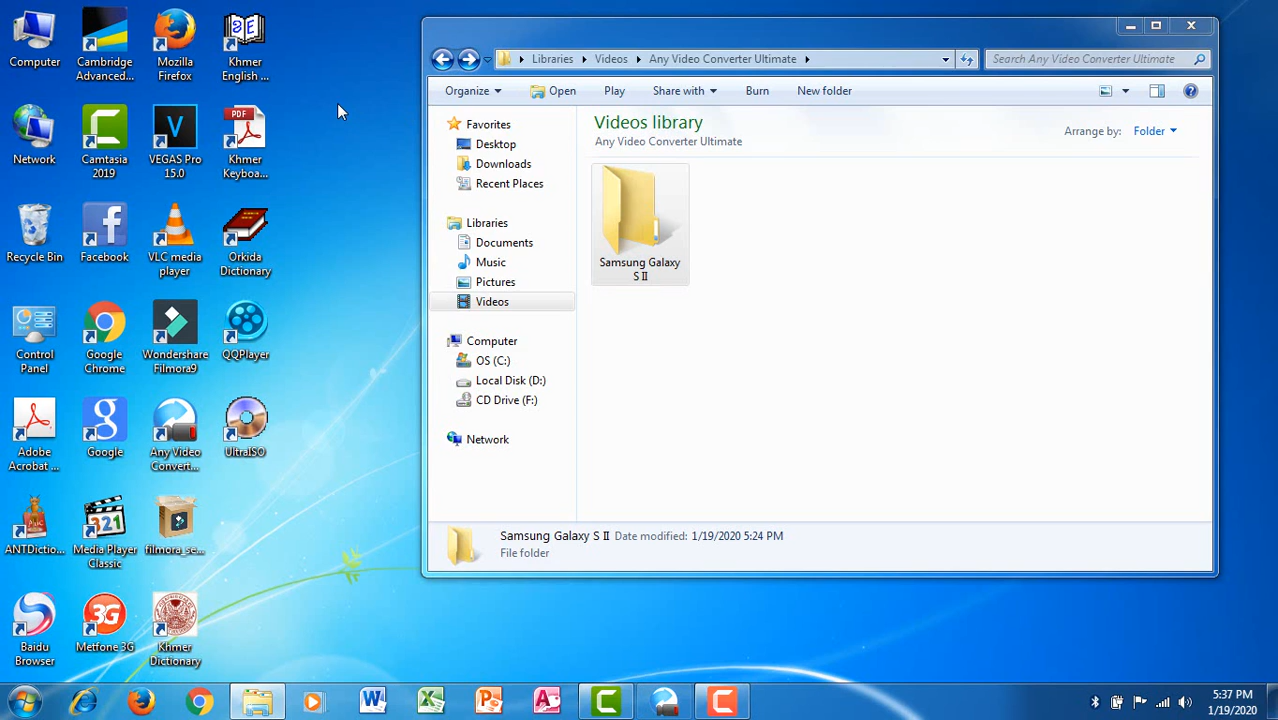 Computer
Cambridge
Advanced...
Mozilla
Firefox
Khmer
English ...
Network
Camtasia
2019
VEGAS Pro
15.0
PDF
Khmer
Keyboa...
Recycle Bin
Facebook
VLC media
player
Orkida
Dictionary
Control
Panel
Google
Chrome
Wondershare
Filmora9
QQPlayer
Adobe
Acrobat ...
Google
Any Video
Convert...
UltraISO
ANTDictio...
Media Player
Classic
filmora_se...
Baidu
Browser
3G
Metfone 3G
Khmer
Dictionary
Libraries
Videos
Any Video Converter Ultimate
Search Any Video Converter Ultimate
Organize
Open
Play
Share with
Burn
New folder
Favorites
Desktop
Downloads
Recent Places
Libraries
Documents
Music
Pictures
Videos
Computer
OS (C:)
Local Disk (D:)
CD Drive (F:)
Network
Videos library
Any Video Converter Ultimate
Arrange by: Folder
Samsung Galaxy
S II
Samsung Galaxy S II Date modified: 1/19/2020 5:24 PM
File folder
5:37 PM
1/19/2020